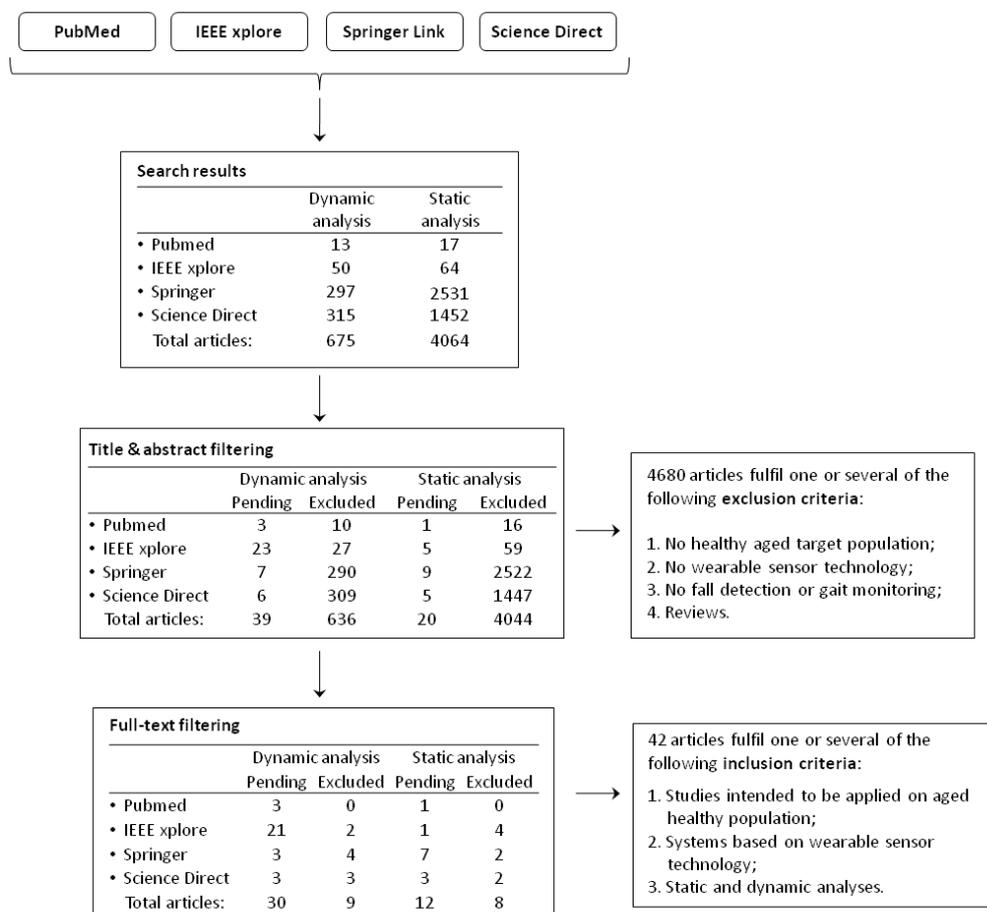 PubMed
IEEE xplore
Springer Link
Science Direct
Search results
Dynamic analysis Static analysis
• Pubmed 13 17
• IEEE xplore 50 64
• Springer 297 2531
• Science Direct 315 1452
Total articles: 675 4064
Title & abstract filtering
Dynamic analysis Static analysis
Pending Excluded Pending Excluded
• Pubmed 3 10 1 16
• IEEE xplore 23 27 5 59
• Springer 7 290 9 2522
• Science Direct 6 309 5 1447
Total articles: 39 636 20 4044
4680 articles fulfil one or several of the
following exclusion criteria:
1. No healthy aged target population;
2. No wearable sensor technology;
3. No fall detection or gait monitoring;
4. Reviews.
Full-text filtering
Dynamic analysis Static analysis
Pending Excluded Pending Excluded
• Pubmed 3 0 1 0
• IEEE xplore 21 2 1 4
• Springer 3 4 7 2
• Science Direct 3 3 3 2
Total articles: 30 9 12 8
42 articles fulfil one or several of the
following inclusion criteria:
1. Studies intended to be applied on aged
healthy population;
2. Systems based on wearable sensor
technology;
3. Static and dynamic analyses.